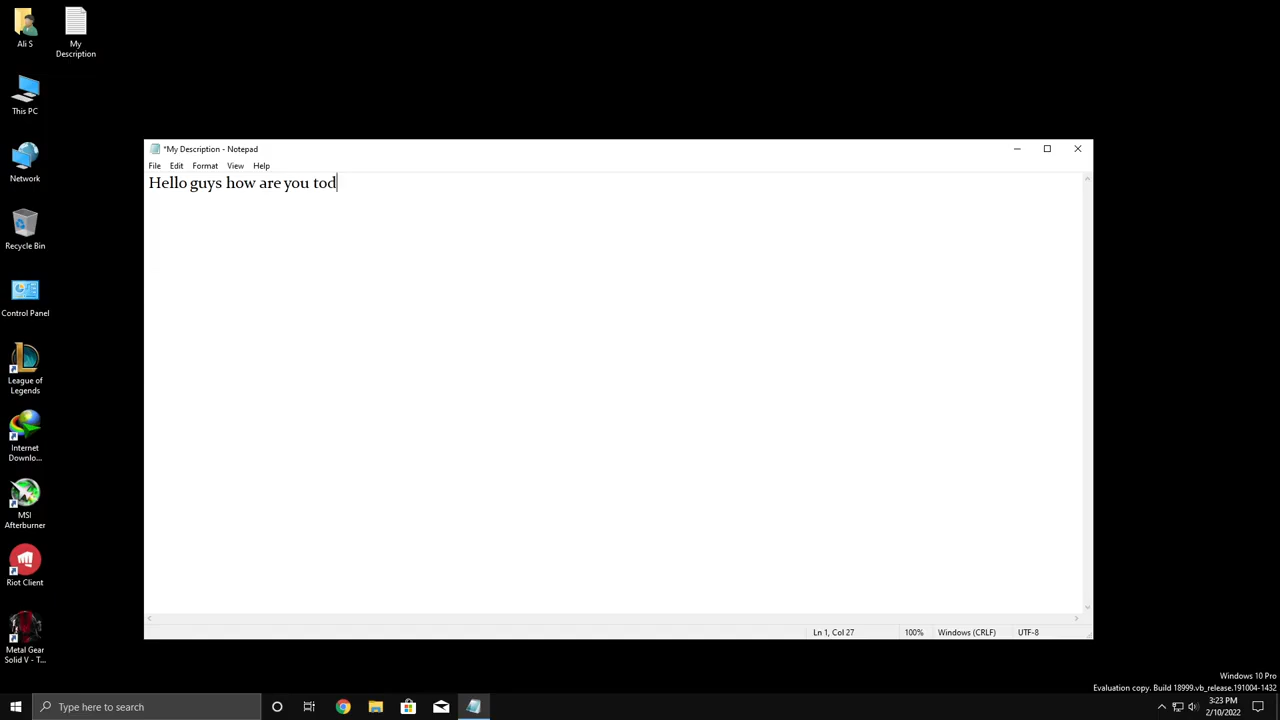 Ali S
My
Description
This PC
Network
Recycle Bin
Control Panel
League of
Legends
Internet
Downlo...
MSI
Afterburner
Riot Client
Metal Gear
Solid V - T...
*My Description - Notepad
File Edit Format View Help
Hello guys how are you tod
Ln 1, Col 27 100% Windows (CRLF) UTF-8
Windows 10 Pro
Evaluation copy. Build 18999.vb_release.191004-1432
Type here to search
3:23 PM
2/10/2022